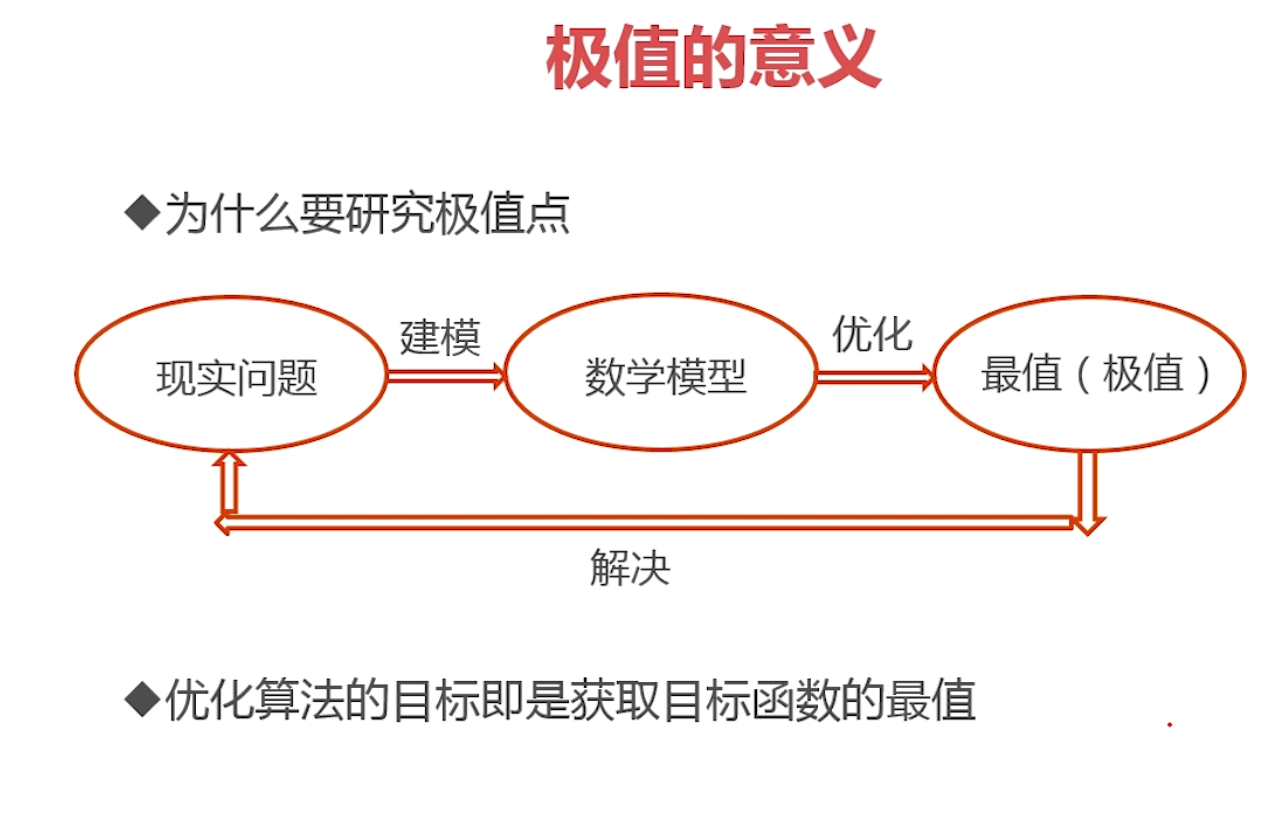 极值的意义
◆为什么要研究极值点
建模
优化
现实问题
数学模型
最值（极值）
解决
◆优化算法的目标即是获取目标函数的最值